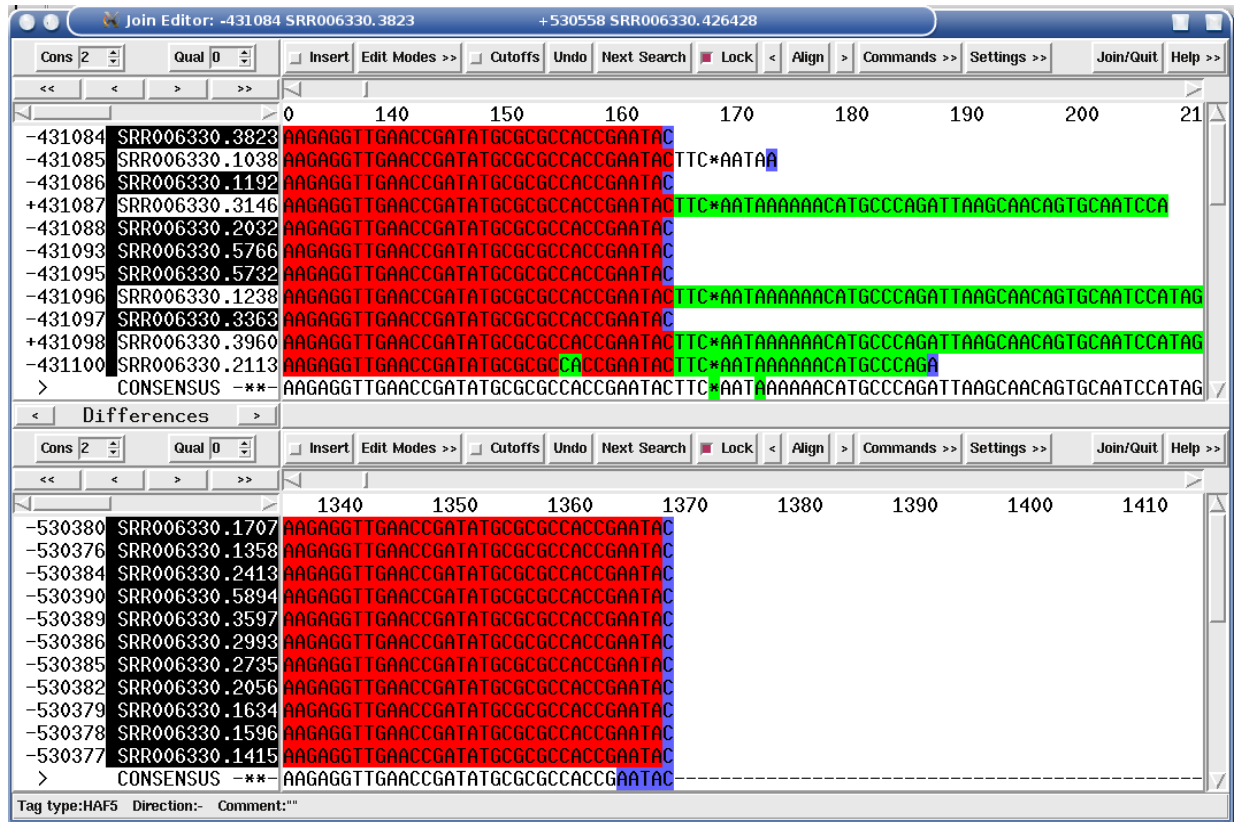 Join Editor: -431084 SRR006330.3823 +530558 SRR006330.426428
Cons 2 Qual 0 Insert Edit Modes >> Cutoffs Undo Next Search Lock < Align > Commands >> Settings >> Join/Quit Help >>
<< < > >>
0 140 150 160 170 180 190 200 21
-431084 SRR006330.3823 AAGAGGTTGAACCGATATGCGCGCCACCGAATAC
-431085 SRR006330.1038 AAGAGGTTGAACCGATATGCGCGCCACCGAATACTTC*AATAA
-431086 SRR006330.1192 AAGAGGTTGAACCGATATGCGCGCCACCGAATAC
+431087 SRR006330.3146 AAGAGGTTGAACCGATATGCGCGCCACCGAATACTTC*AATAAAAAACATGCCCAGATTAAGCAACAGTGCAATCCA
-431088 SRR006330.2032 AAGAGGTTGAACCGATATGCGCGCCACCGAATAC
-431093 SRR006330.5766 AAGAGGTTGAACCGATATGCGCGCCACCGAATAC
-431095 SRR006330.5732 AAGAGGTTGAACCGATATGCGCGCCACCGAATAC
-431096 SRR006330.1238 AAGAGGTTGAACCGATATGCGCGCCACCGAATACTTC*AATAAAAAACATGCCCAGATTAAGCAACAGTGCAATCCATAG
-431097 SRR006330.3363 AAGAGGTTGAACCGATATGCGCGCCACCGAATAC
+431098 SRR006330.3960 AAGAGGTTGAACCGATATGCGCGCCACCGAATACTTC*AATAAAAAACATGCCCAGATTAAGCAACAGTGCAATCCATAG
-431100 SRR006330.2113 AAGAGGTTGAACCGATATGCGCGCCACCGAATACTTC*AATAAAAAACATGCCCAGA
> CONSENSUS -**- AAGAGGTTGAACCGATATGCGCGCCACCGAATACTTC*AATAAAAAACATGCCCAGATTAAGCAACAGTGCAATCCATAG
< Differences >
Cons 2 Qual 0 Insert Edit Modes >> Cutoffs Undo Next Search Lock < Align > Commands >> Settings >> Join/Quit Help >>
<< < > >>
1340 1350 1360 1370 1380 1390 1400 1410
-530380 SRR006330.1707 AAGAGGTTGAACCGATATGCGCGCCACCGAATAC
-530376 SRR006330.1358 AAGAGGTTGAACCGATATGCGCGCCACCGAATAC
-530384 SRR006330.2413 AAGAGGTTGAACCGATATGCGCGCCACCGAATAC
-530390 SRR006330.5894 AAGAGGTTGAACCGATATGCGCGCCACCGAATAC
-530389 SRR006330.3597 AAGAGGTTGAACCGATATGCGCGCCACCGAATAC
-530386 SRR006330.2993 AAGAGGTTGAACCGATATGCGCGCCACCGAATAC
-530385 SRR006330.2735 AAGAGGTTGAACCGATATGCGCGCCACCGAATAC
-530382 SRR006330.2056 AAGAGGTTGAACCGATATGCGCGCCACCGAATAC
-530379 SRR006330.1634 AAGAGGTTGAACCGATATGCGCGCCACCGAATAC
-530378 SRR006330.1596 AAGAGGTTGAACCGATATGCGCGCCACCGAATAC
-530377 SRR006330.1415 AAGAGGTTGAACCGATATGCGCGCCACCGAATAC
> CONSENSUS -**- AAGAGGTTGAACCGATATGCGCGCCACCGAATAC----------------------------------------------
Tag type:HAF5 Direction:- Comment:""